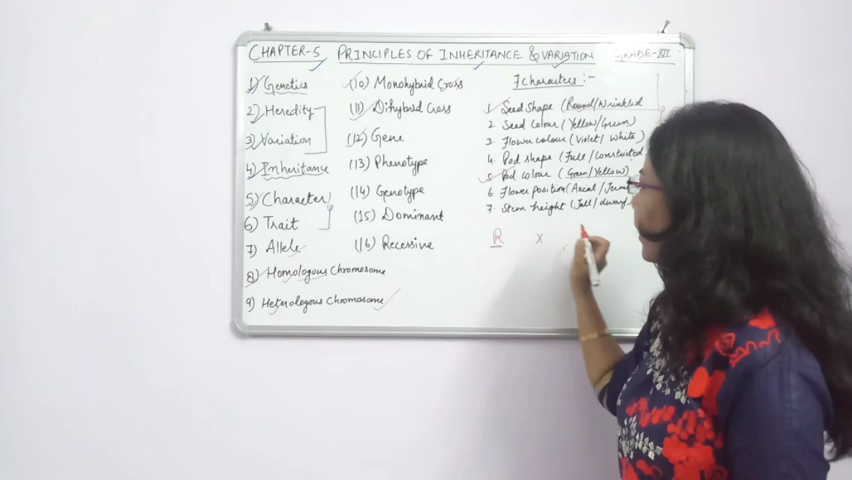 CHAPTER-5 PRINCIPLES OF INHERITANCE & VARIATION GRADE-XII
1) Genetics
2) Heredity
3) Variation
4) Inheritance
5) Character
6) Trait
7) Allele
8) Homologous Chromosome
9) Heterologous Chromosome
(10) Monohybrid Cross
(11) Dihybrid Cross
(12) Gene
(13) Phenotype
(14) Genotype
(15) Dominant
(16) Recessive
7 characters :-
1. Seed Shape (Round/Wrinkled
2. Seed colour (Yellow/Green)
3. Flower colour (Violet/White)
4. Pod shape (Full/Constricted
5. Pod colour (Green/Yellow)
6 Flower position (Axial/
7 Stem height (Tall/dwarf
R x